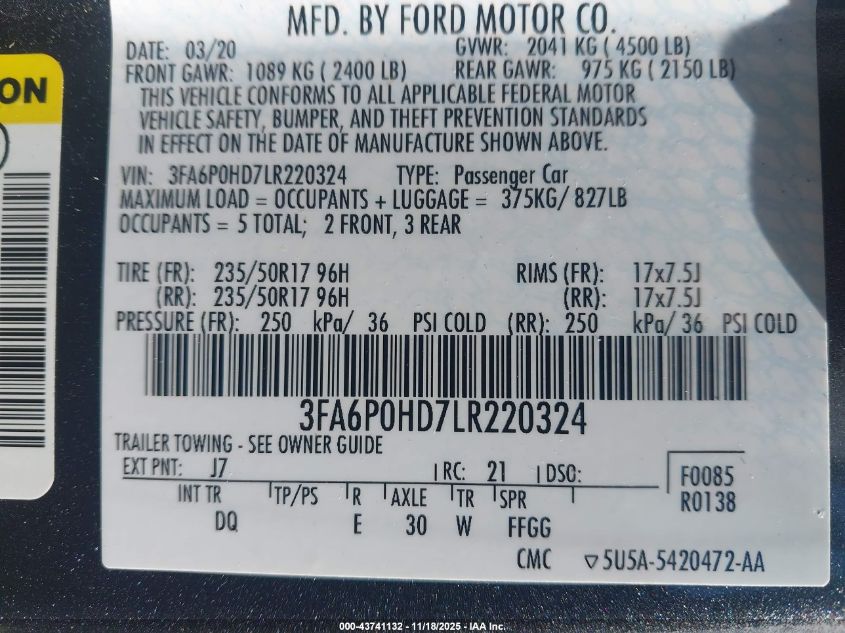 MFD. BY FORD MOTOR CO.
DATE: 03/20 GVWR: 2041 KG ( 4500 LB)
FRONT GAWR: 1089 KG ( 2400 LB) REAR GAWR: 975 KG ( 2150 LB)
THIS VEHICLE CONFORMS TO ALL APPLICABLE FEDERAL MOTOR
VEHICLE SAFETY, BUMPER, AND THEFT PREVENTION STANDARDS
IN EFFECT ON THE DATE OF MANUFACTURE SHOWN ABOVE.
VIN: 3FA6P0HD7LR220324 TYPE: Passenger Car
MAXIMUM LOAD = OCCUPANTS + LUGGAGE = 375KG/ 827LB
OCCUPANTS = 5 TOTAL; 2 FRONT, 3 REAR
TIRE (FR): 235/50R17 96H RIMS (FR): 17x7.5J
(RR): 235/50R17 96H (RR): 17x7.5J
PRESSURE (FR): 250 kPa/ 36 PSI COLD (RR): 250 kPa/ 36 PSI COLD
3FA6P0HD7LR220324
TRAILER TOWING - SEE OWNER GUIDE
EXT PNT: J7 RC: 21 DSO:
F0085
R0138
INT TR TP/PS R AXLE TR SPR
DQ E 30 W FFGG
CMC ▽5U5A-5420472-AA
ON
000-43741132 - 11/18/2025 - IAA Inc.